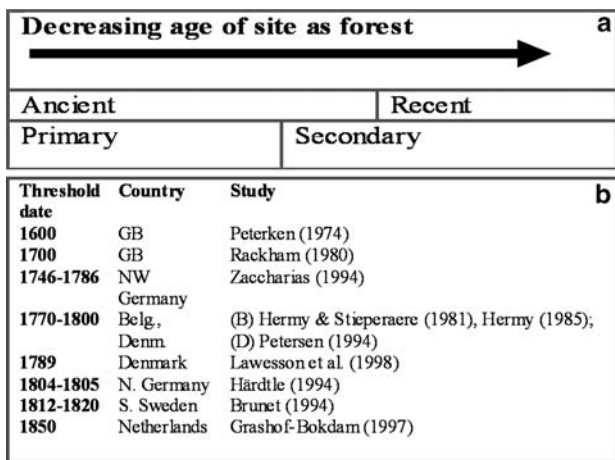 Decreasing age of site as forest a
Ancient Recent
Primary Secondary
Threshold Country Study b
date
1600 GB Peterken (1974)
1700 GB Rackham (1980)
1746-1786 NW Zaccharias (1994)
Germany
1770-1800 Belg., (B) Hermy & Stieperaere (1981), Hermy (1985);
Denm. (D) Petersen (1994)
1789 Denmark Lawesson et al. (1998)
1804-1805 N. Germany Härdtle (1994)
1812-1820 S. Sweden Brunet (1994)
1850 Netherlands Grashof-Bokdam (1997)